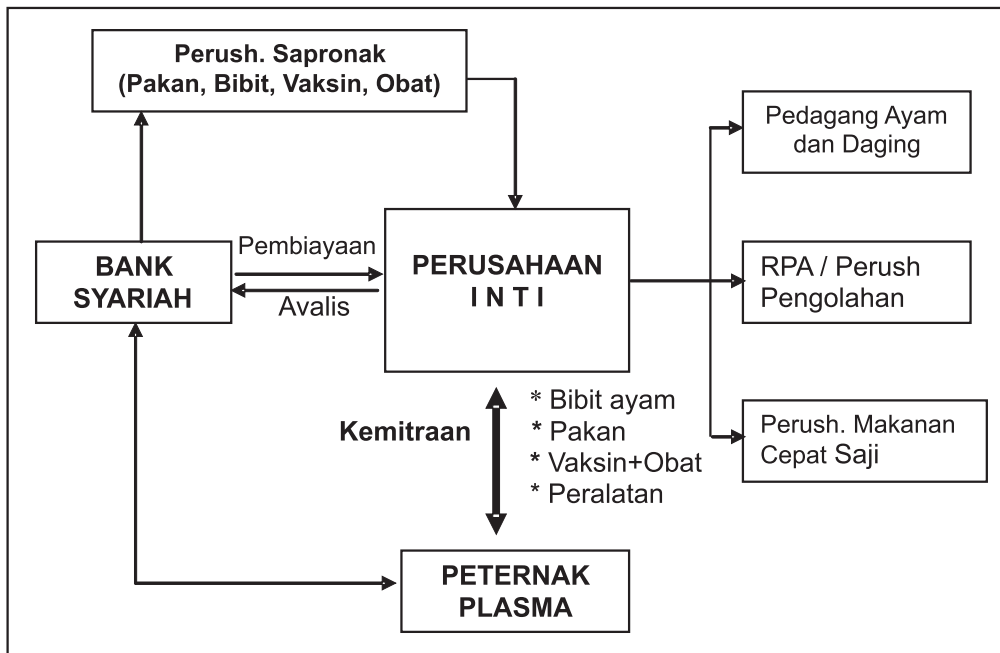 Perush. Sapronak
(Pakan, Bibit, Vaksin, Obat)
Pedagang Ayam
dan Daging
BANK
SYARIAH
Pembiayaan
Avalis
PERUSAHAAN
I N T I
RPA / Perush
Pengolahan
Kemitraan
* Bibit ayam
* Pakan
* Vaksin+Obat
* Peralatan
Perush. Makanan
Cepat Saji
PETERNAK
PLASMA